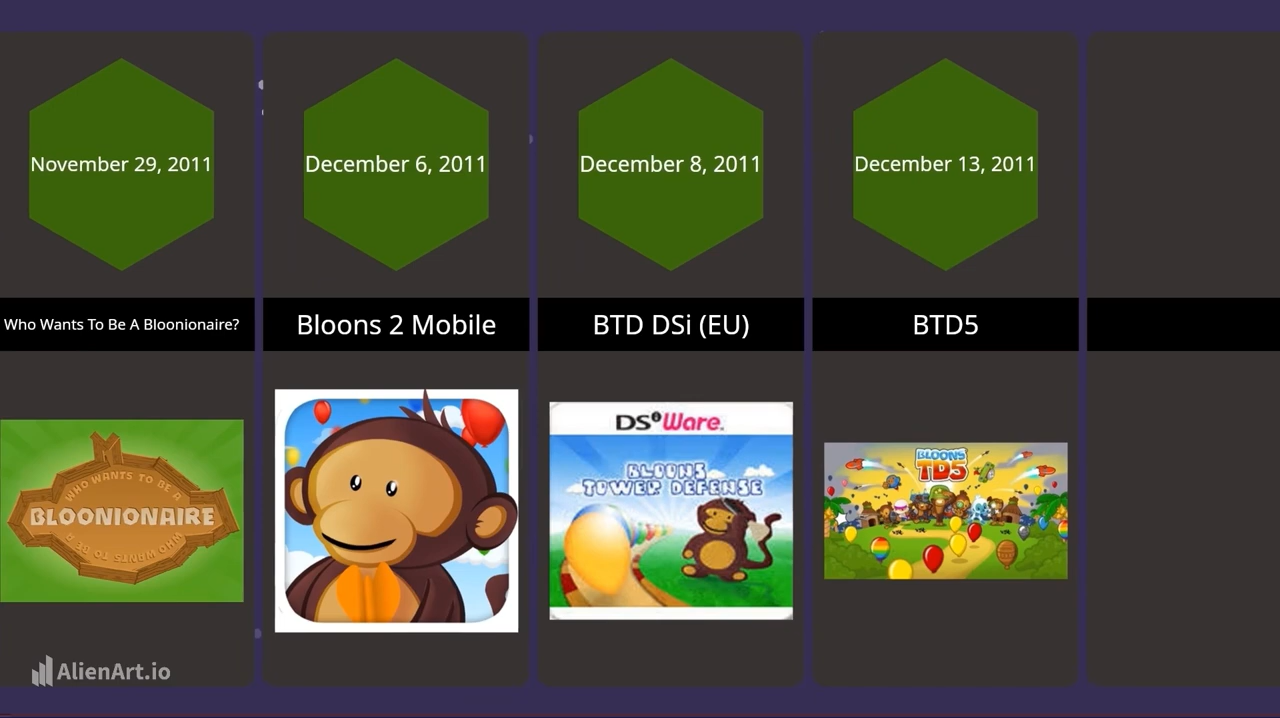 November 29, 2011
December 6, 2011
December 8, 2011
December 13, 2011
Who Wants To Be A Bloonionaire?
Bloons 2 Mobile
BTD DSi (EU)
BTD5
WHO WANTS TO BE A
BLOONIONAIRE
WHO WANTS TO BE A
DSiWare.
BLOONS
TOWER DEFENSE
BLOONS
TD5
AlienArt.io